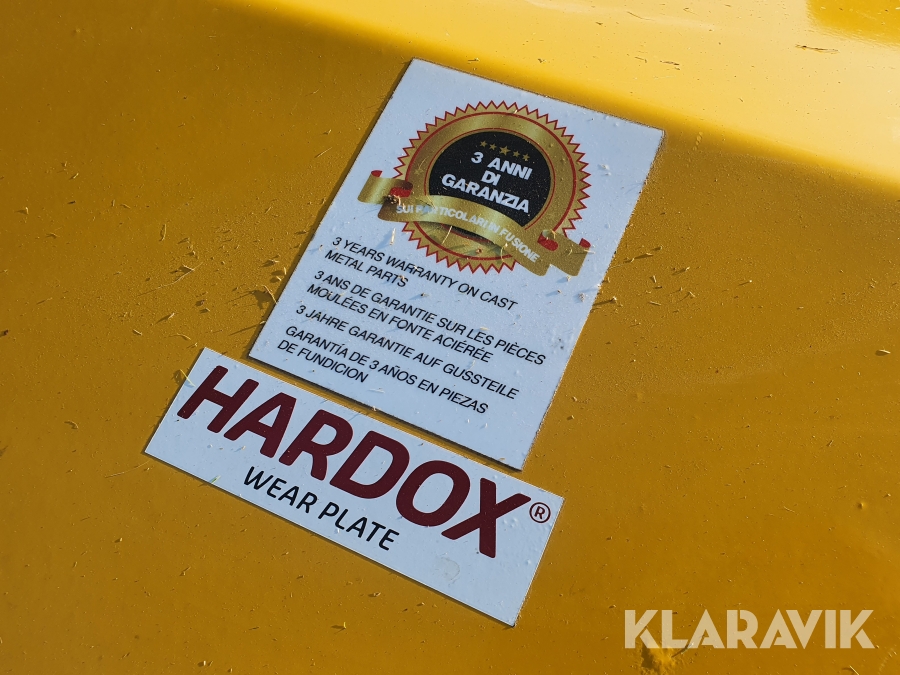 3 ANNI
DI
GARANZIA
SUI PARTICOLARI IN FUSIONE
3 YEARS WARRANTY ON CAST
METAL PARTS
3 ANS DE GARANTIE SUR LES PIÈCES
MOULÉES EN FONTE ACIÉRÉE
3 JAHRE GARANTIE AUF GUSSTEILE
GARANTÍA DE 3 AÑOS EN PIEZAS
DE FUNDICION
HARDOX®
WEAR PLATE
KLARAVIK